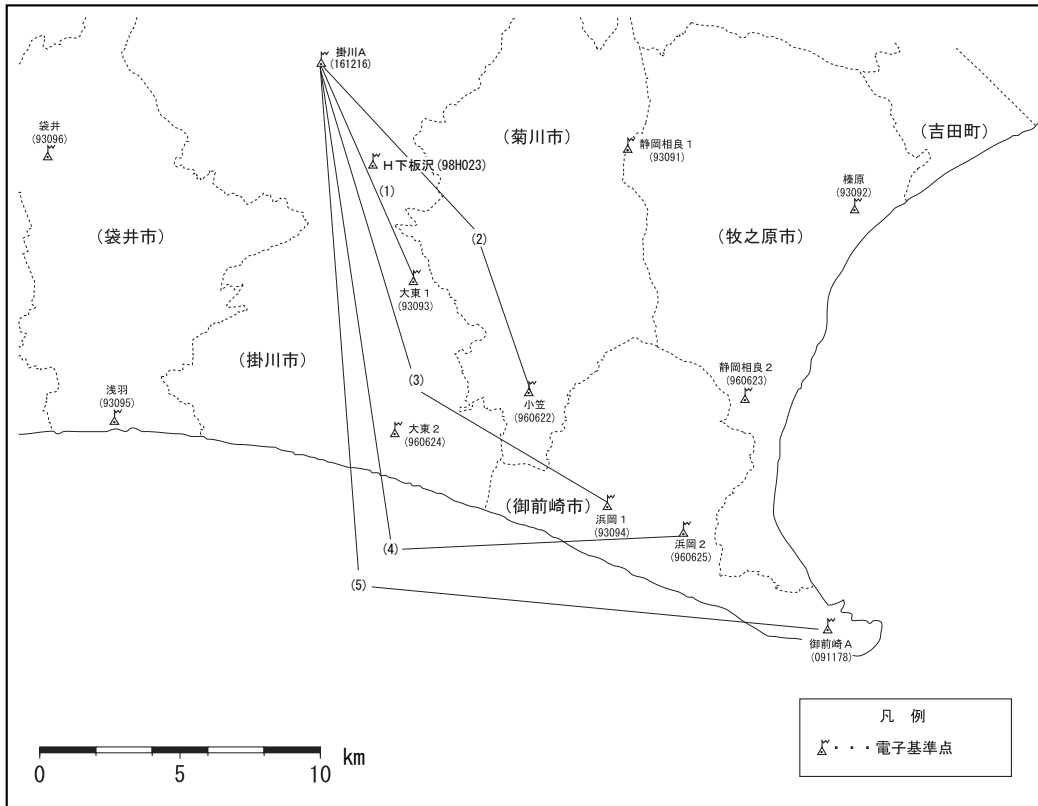 掛川A
(161216)
袋井
(93096)
(菊川市)
静岡相良1
(93091)
(吉田町)
H下板沢(98H023)
榛原
(93092)
(1)
(袋井市)
(2)
(牧之原市)
大東1
(93093)
(掛川市)
静岡相良2
(960623)
(3)
浅羽
(93095)
小笠
(960622)
大東2
(960624)
(御前崎市)
浜岡1
(93094)
浜岡2
(960625)
(4)
(5)
御前崎A
(091178)
凡 例
・・・電子基準点
km
0 5 10